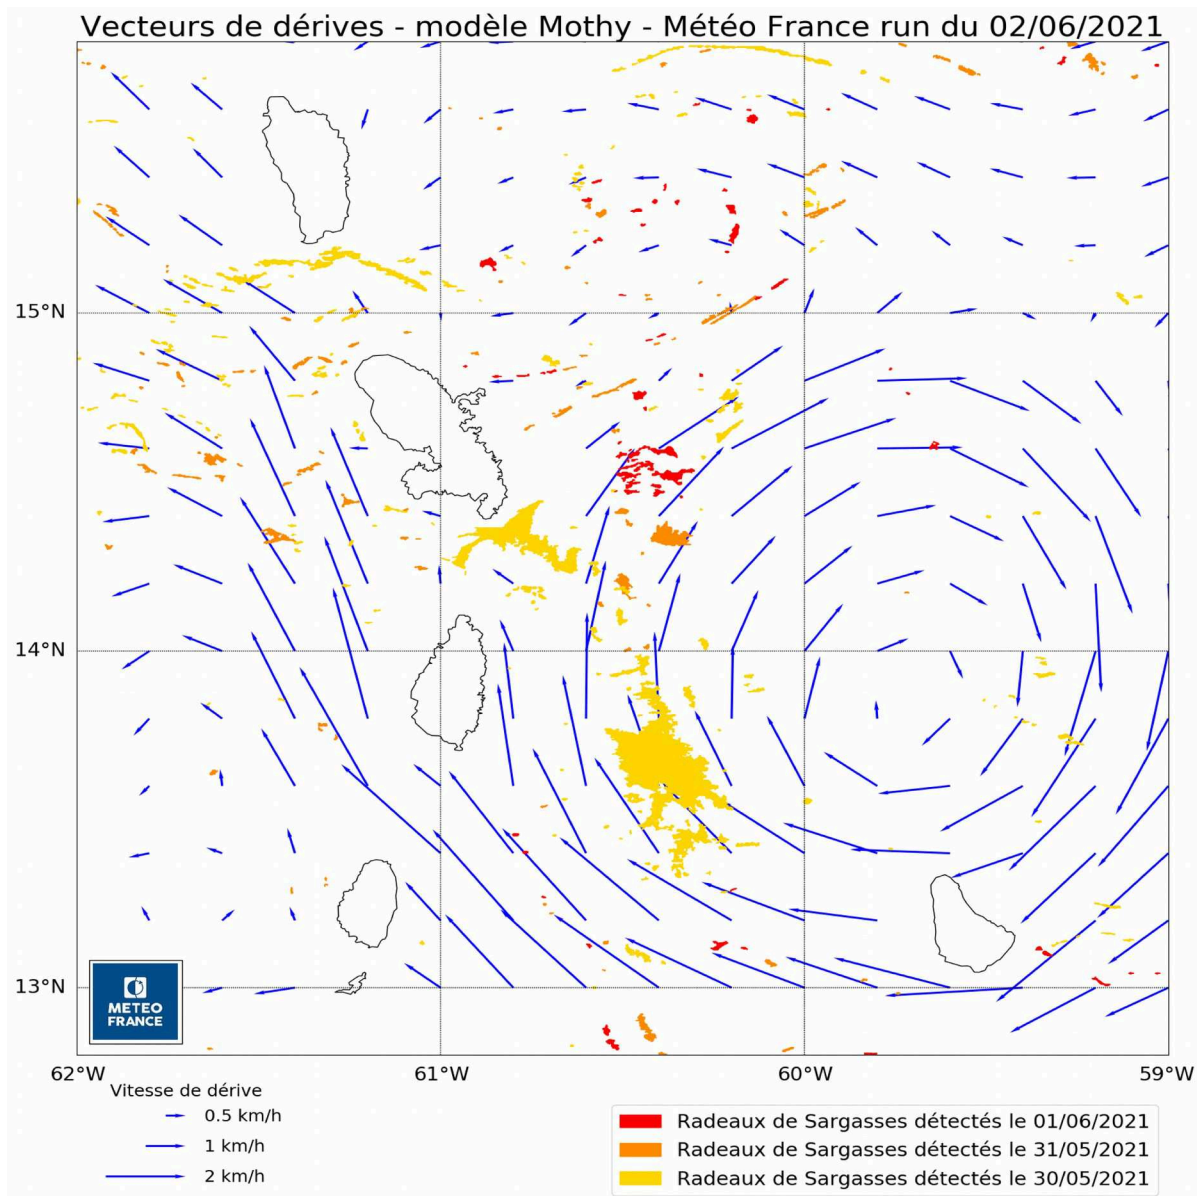 Vecteurs de dérives - modèle Mothy - Météo France run du 02/06/2021
15°N
14°N
13°N
METEO
FRANCE
62°W
61°W
60°W
59°W
Vitesse de dérive
0.5 km/h
1 km/h
2 km/h
Radeaux de Sargasses détectés le 01/06/2021
Radeaux de Sargasses détectés le 31/05/2021
Radeaux de Sargasses détectés le 30/05/2021